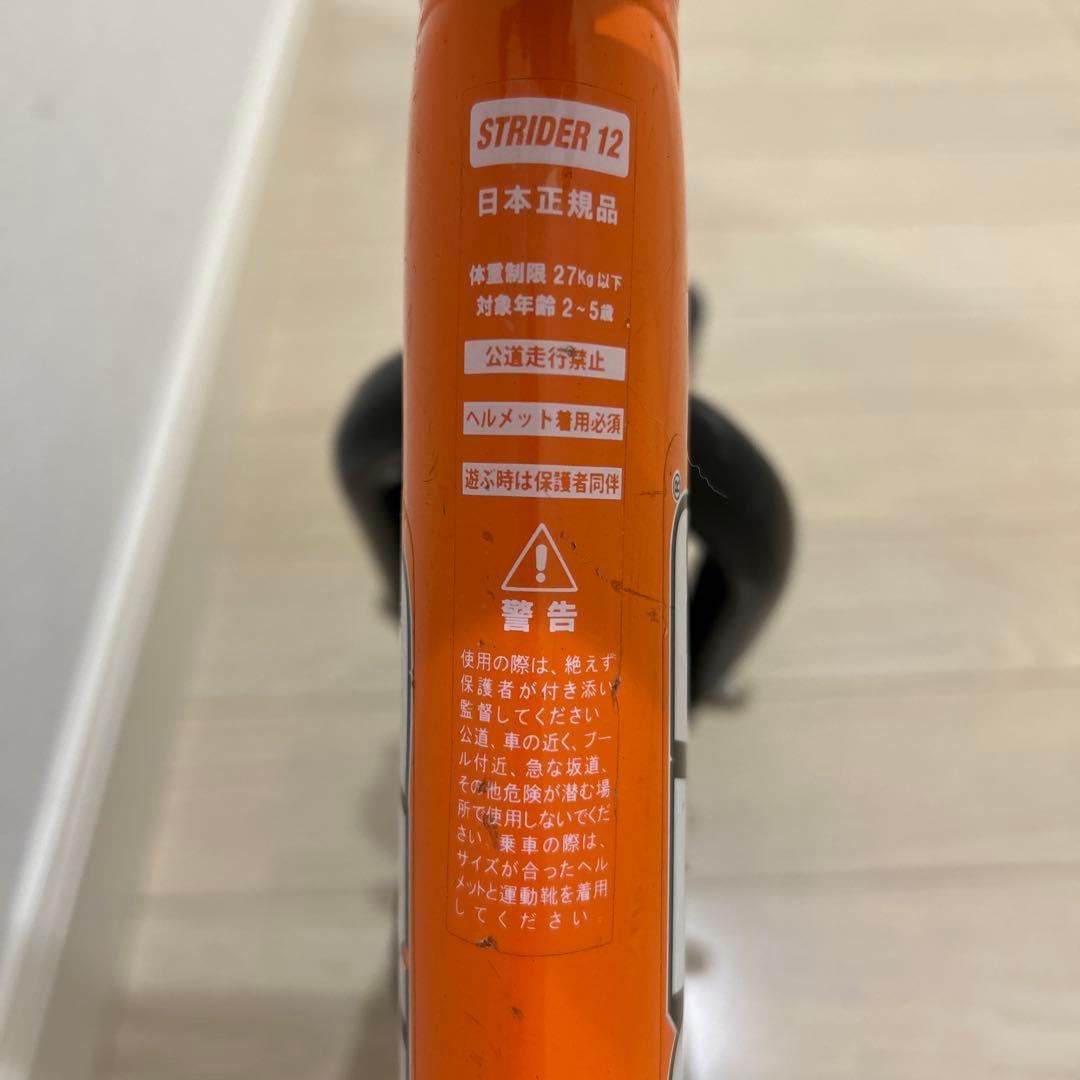 STRIDER 12
日本正規品
体重制限 27Kg 以下
対象年齢 2~5歳
公道走行禁止
ヘルメット着用必須
遊ぶ時は保護者同伴
警告
使用の際は、絶えず
保護者が付き添い
監督してください
公道、車の近く、プー
ル付近、急な坂道、
その他危険が潜む場
所で使用しないでくだ
さい 乗車の際は、
サイズが合ったヘル
メットと運動靴を着用
してください
®